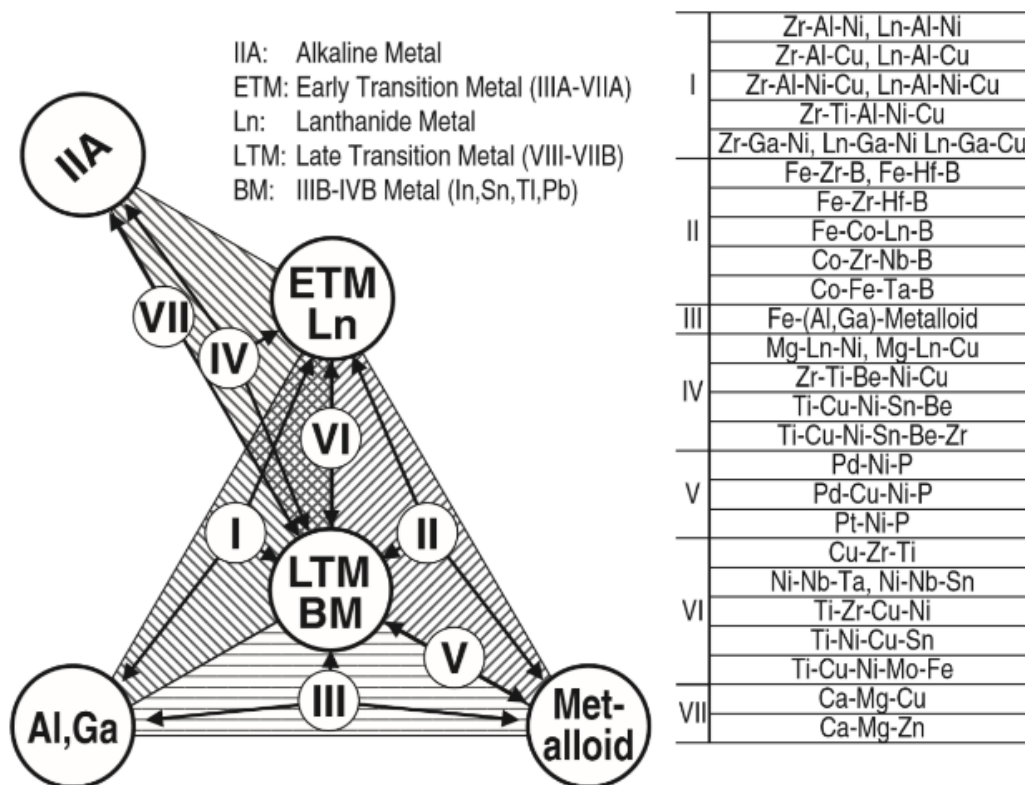 IIA: Alkaline Metal
ETM: Early Transition Metal (IIIA-VIIA)
Ln: Lanthanide Metal
LTM: Late Transition Metal (VIII-VIIB)
BM: IIIB-IVB Metal (In,Sn,Tl,Pb)
IIA
ETM
Ln
VII
IV
VI
I
II
LTM
BM
V
III
Al,Ga
Met-
alloid
I
Zr-Al-Ni, Ln-Al-Ni
Zr-Al-Cu, Ln-Al-Cu
Zr-Al-Ni-Cu, Ln-Al-Ni-Cu
Zr-Ti-Al-Ni-Cu
Zr-Ga-Ni, Ln-Ga-Ni Ln-Ga-Cu
II
Fe-Zr-B, Fe-Hf-B
Fe-Zr-Hf-B
Fe-Co-Ln-B
Co-Zr-Nb-B
Co-Fe-Ta-B
III
Fe-(Al,Ga)-Metalloid
IV
Mg-Ln-Ni, Mg-Ln-Cu
Zr-Ti-Be-Ni-Cu
Ti-Cu-Ni-Sn-Be
Ti-Cu-Ni-Sn-Be-Zr
V
Pd-Ni-P
Pd-Cu-Ni-P
Pt-Ni-P
VI
Cu-Zr-Ti
Ni-Nb-Ta, Ni-Nb-Sn
Ti-Zr-Cu-Ni
Ti-Ni-Cu-Sn
Ti-Cu-Ni-Mo-Fe
VII
Ca-Mg-Cu
Ca-Mg-Zn